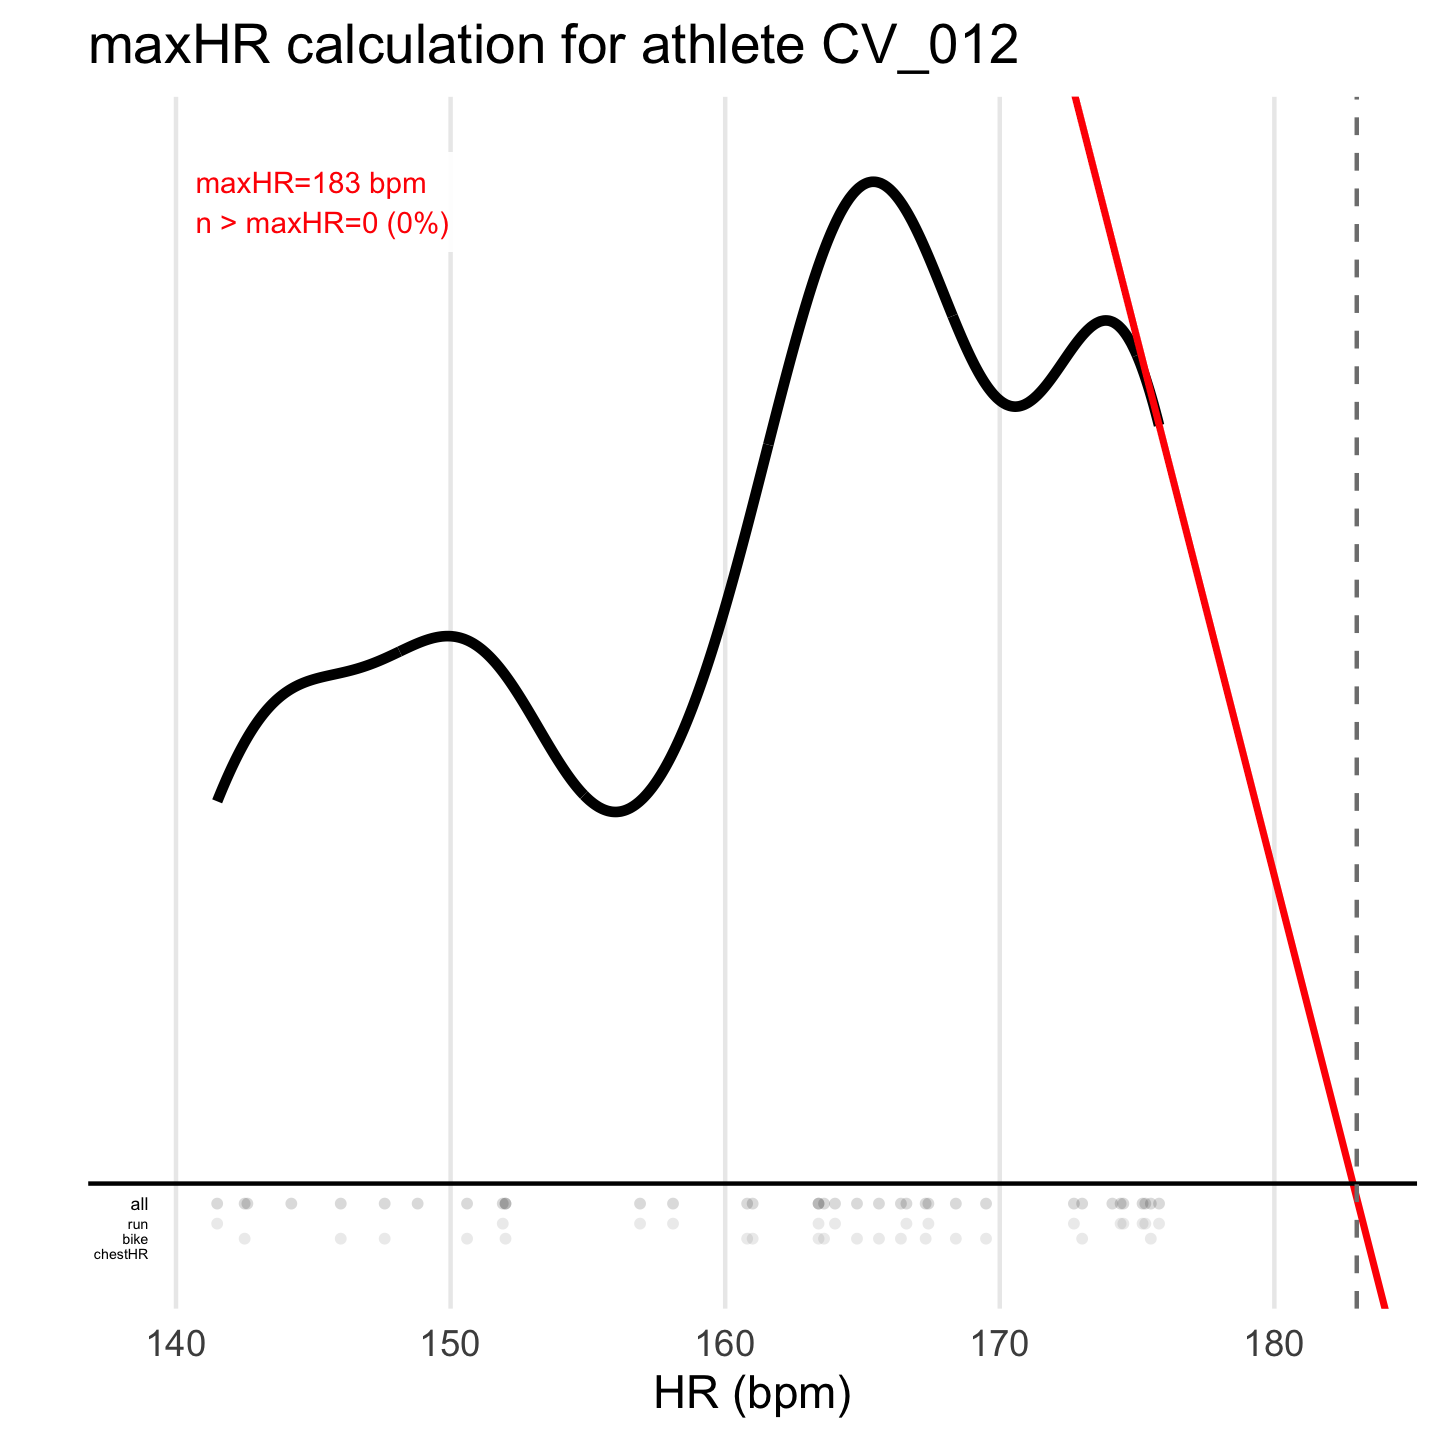 maxHR calculation for athlete CV_012
maxHR=183 bpm
n > maxHR=0 (0%)
all
run
bike
chestHR
140 150 160 170 180
HR (bpm)